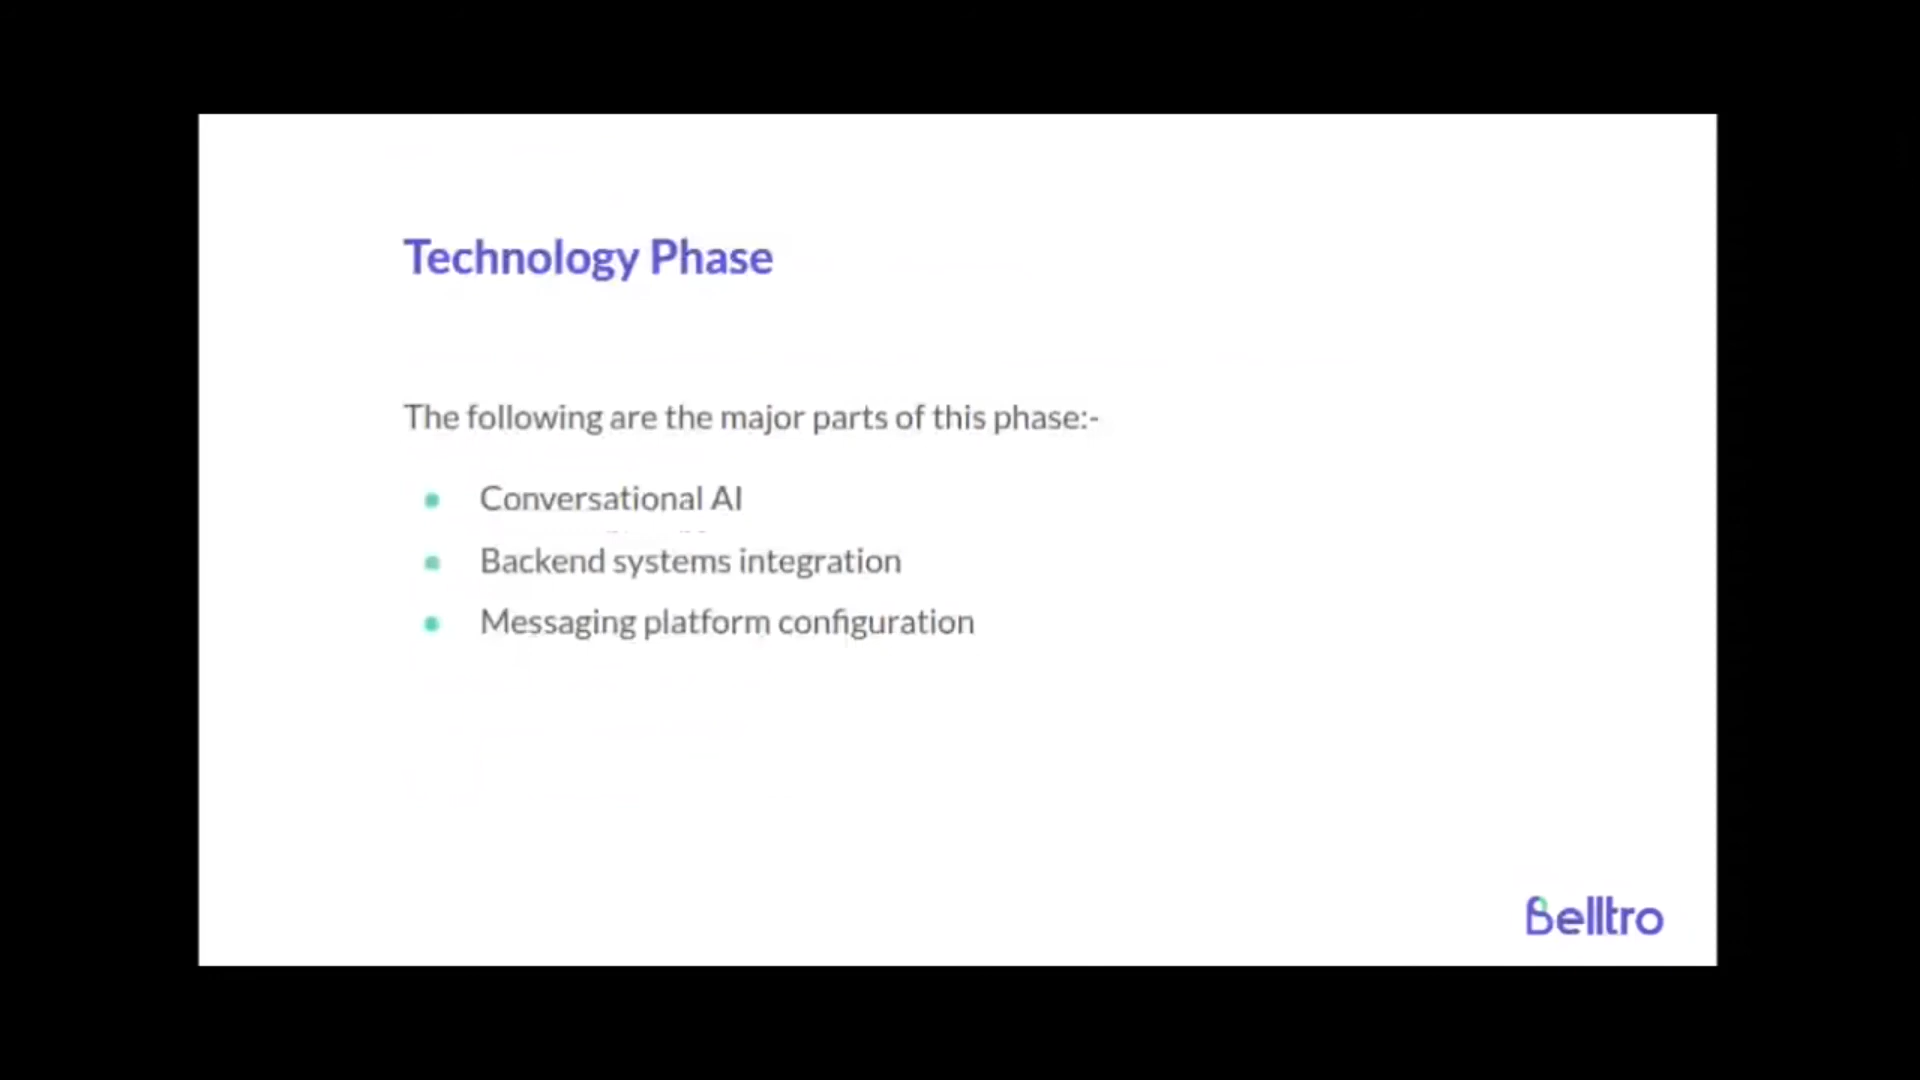 Technology Phase
The following are the major parts of this phase:-
Conversational AI
Backend systems integration
Messaging platform configuration
Belltro